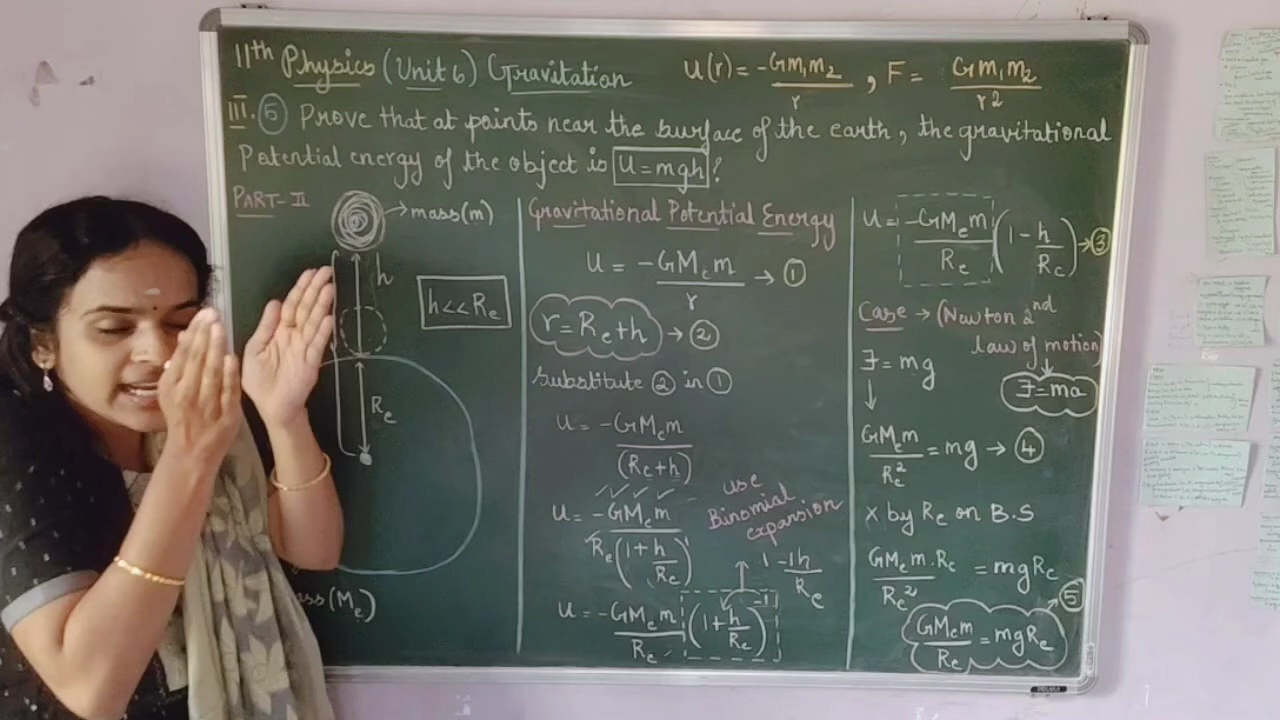 11th Physics (Unit 6) Gravitation
U(r) = -Gm1m2/r , F = Gm1m2/r2
III. ⑤ Prove that at points near the surface of the earth, the gravitational
Potential energy of the object is U=mgh?
PART-II
→mass(m)
h
h<<Re
Re
ass(Me)
Gravitational Potential Energy
U = -GMem/r → ①
r=Re+h → ②
Substitute ② in ①
U = -GMem/(Re+h)
U = -GMem/Re(1+h/Re)
use
Binomial
expansion
1-1h/Re
U = -GMem/Re (1+h/Re)-1
U = -GMem/Re (1-h/Re)→③
Case → (Newton 2nd
law of motion)
F = mg
F=ma
GMem/Re2 = mg → ④
x by Re on B.S
GMem.Re/Re2 = mgRe
GMem/Re = mgRe
⑤